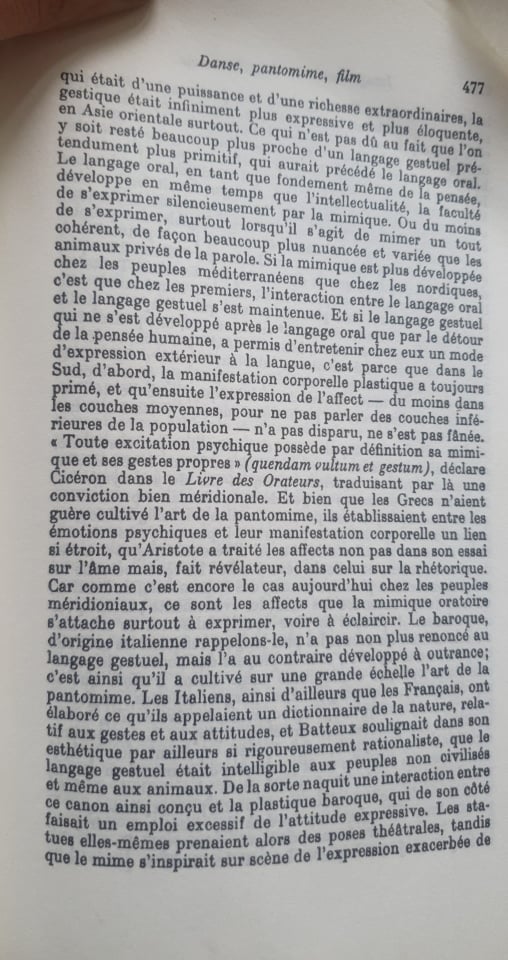 Danse, pantomime, film
477
qui était d'une puissance et d'une richesse extraordinaires, la
gestique était infiniment plus expressive et plus éloquente,
en Asie orientale surtout. Ce qui n'est pas dû au fait que l'on
y soit resté beaucoup plus proche d'un langage gestuel pré-
tendument plus primitif, qui aurait précédé le langage oral.
Le langage oral, en tant que fondement même de la pensée,
développe en même temps que l'intellectualité, la faculté
de s'exprimer silencieusement par la mimique. Ou du moins
de s'exprimer, surtout lorsqu'il s'agit de mimer un tout
cohérent, de façon beaucoup plus nuancée et variée que les
animaux privés de la parole. Si la mimique est plus développée
chez les peuples méditerranéens que chez les nordiques,
c'est que chez les premiers, l'interaction entre le langage oral
et le langage gestuel s'est maintenue. Et si le langage gestuel
qui ne s'est développé après le langage oral que par le détour
de la pensée humaine, a permis d'entretenir chez eux un mode
d'expression extérieur à la langue, c'est parce que dans le
Sud, d'abord, la manifestation corporelle plastique a toujours
primé, et qu'ensuite l'expression de l'affect — du moins dans
les couches moyennes, pour ne pas parler des couches infé-
rieures de la population — n'a pas disparu, ne s'est pas fânée.
« Toute excitation psychique possède par définition sa mimi-
que et ses gestes propres » (quendam vultum et gestum), déclare
Cicéron dans le Livre des Orateurs, traduisant par là une
conviction bien méridionale. Et bien que les Grecs n'aient
guère cultivé l'art de la pantomime, ils établissaient entre les
émotions psychiques et leur manifestation corporelle un lien
si étroit, qu'Aristote a traité les affects non pas dans son essai
sur l'âme mais, fait révélateur, dans celui sur la rhétorique.
Car comme c'est encore le cas aujourd'hui chez les peuples
méridioniaux, ce sont les affects que la mimique oratoire
s'attache surtout à exprimer, voire à éclaircir. Le baroque,
d'origine italienne rappelons-le, n'a pas non plus renoncé au
langage gestuel, mais l'a au contraire développé à outrance;
c'est ainsi qu'il a cultivé sur une grande échelle l'art de la
pantomime. Les Italiens, ainsi d'ailleurs que les Français, ont
élaboré ce qu'ils appelaient un dictionnaire de la nature, rela-
tif aux gestes et aux attitudes, et Batteux soulignait dans son
esthétique par ailleurs si rigoureusement rationaliste, que le
langage gestuel était intelligible aux peuples non civilisés
et même aux animaux. De la sorte naquit une interaction entre
ce canon ainsi conçu et la plastique baroque, qui de son côté
faisait un emploi excessif de l'attitude expressive. Les sta-
tues elles-mêmes prenaient alors des poses théâtrales, tandis
que le mime s'inspirait sur scène de l'expression exacerbée de